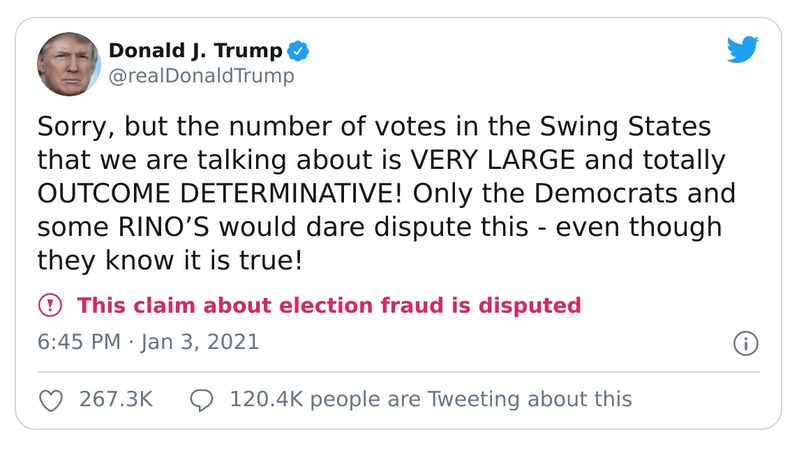 Donald J. Trump
@realDonaldTrump
Sorry, but the number of votes in the Swing States
that we are talking about is VERY LARGE and totally
OUTCOME DETERMINATIVE! Only the Democrats and
some RINO’S would dare dispute this - even though
they know it is true!
This claim about election fraud is disputed
6:45 PM · Jan 3, 2021
267.3K 120.4K people are Tweeting about this